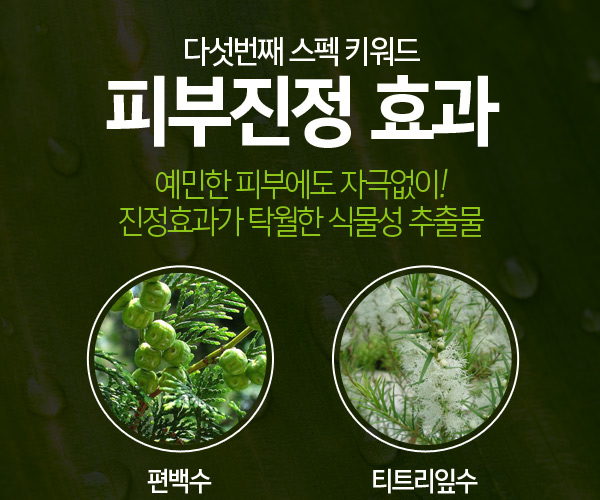 다섯번째 스펙 키워드
피부진정 효과
예민한 피부에도 자극없이!
진정효과가 탁월한 식물성 추출물
편백수
티트리잎수